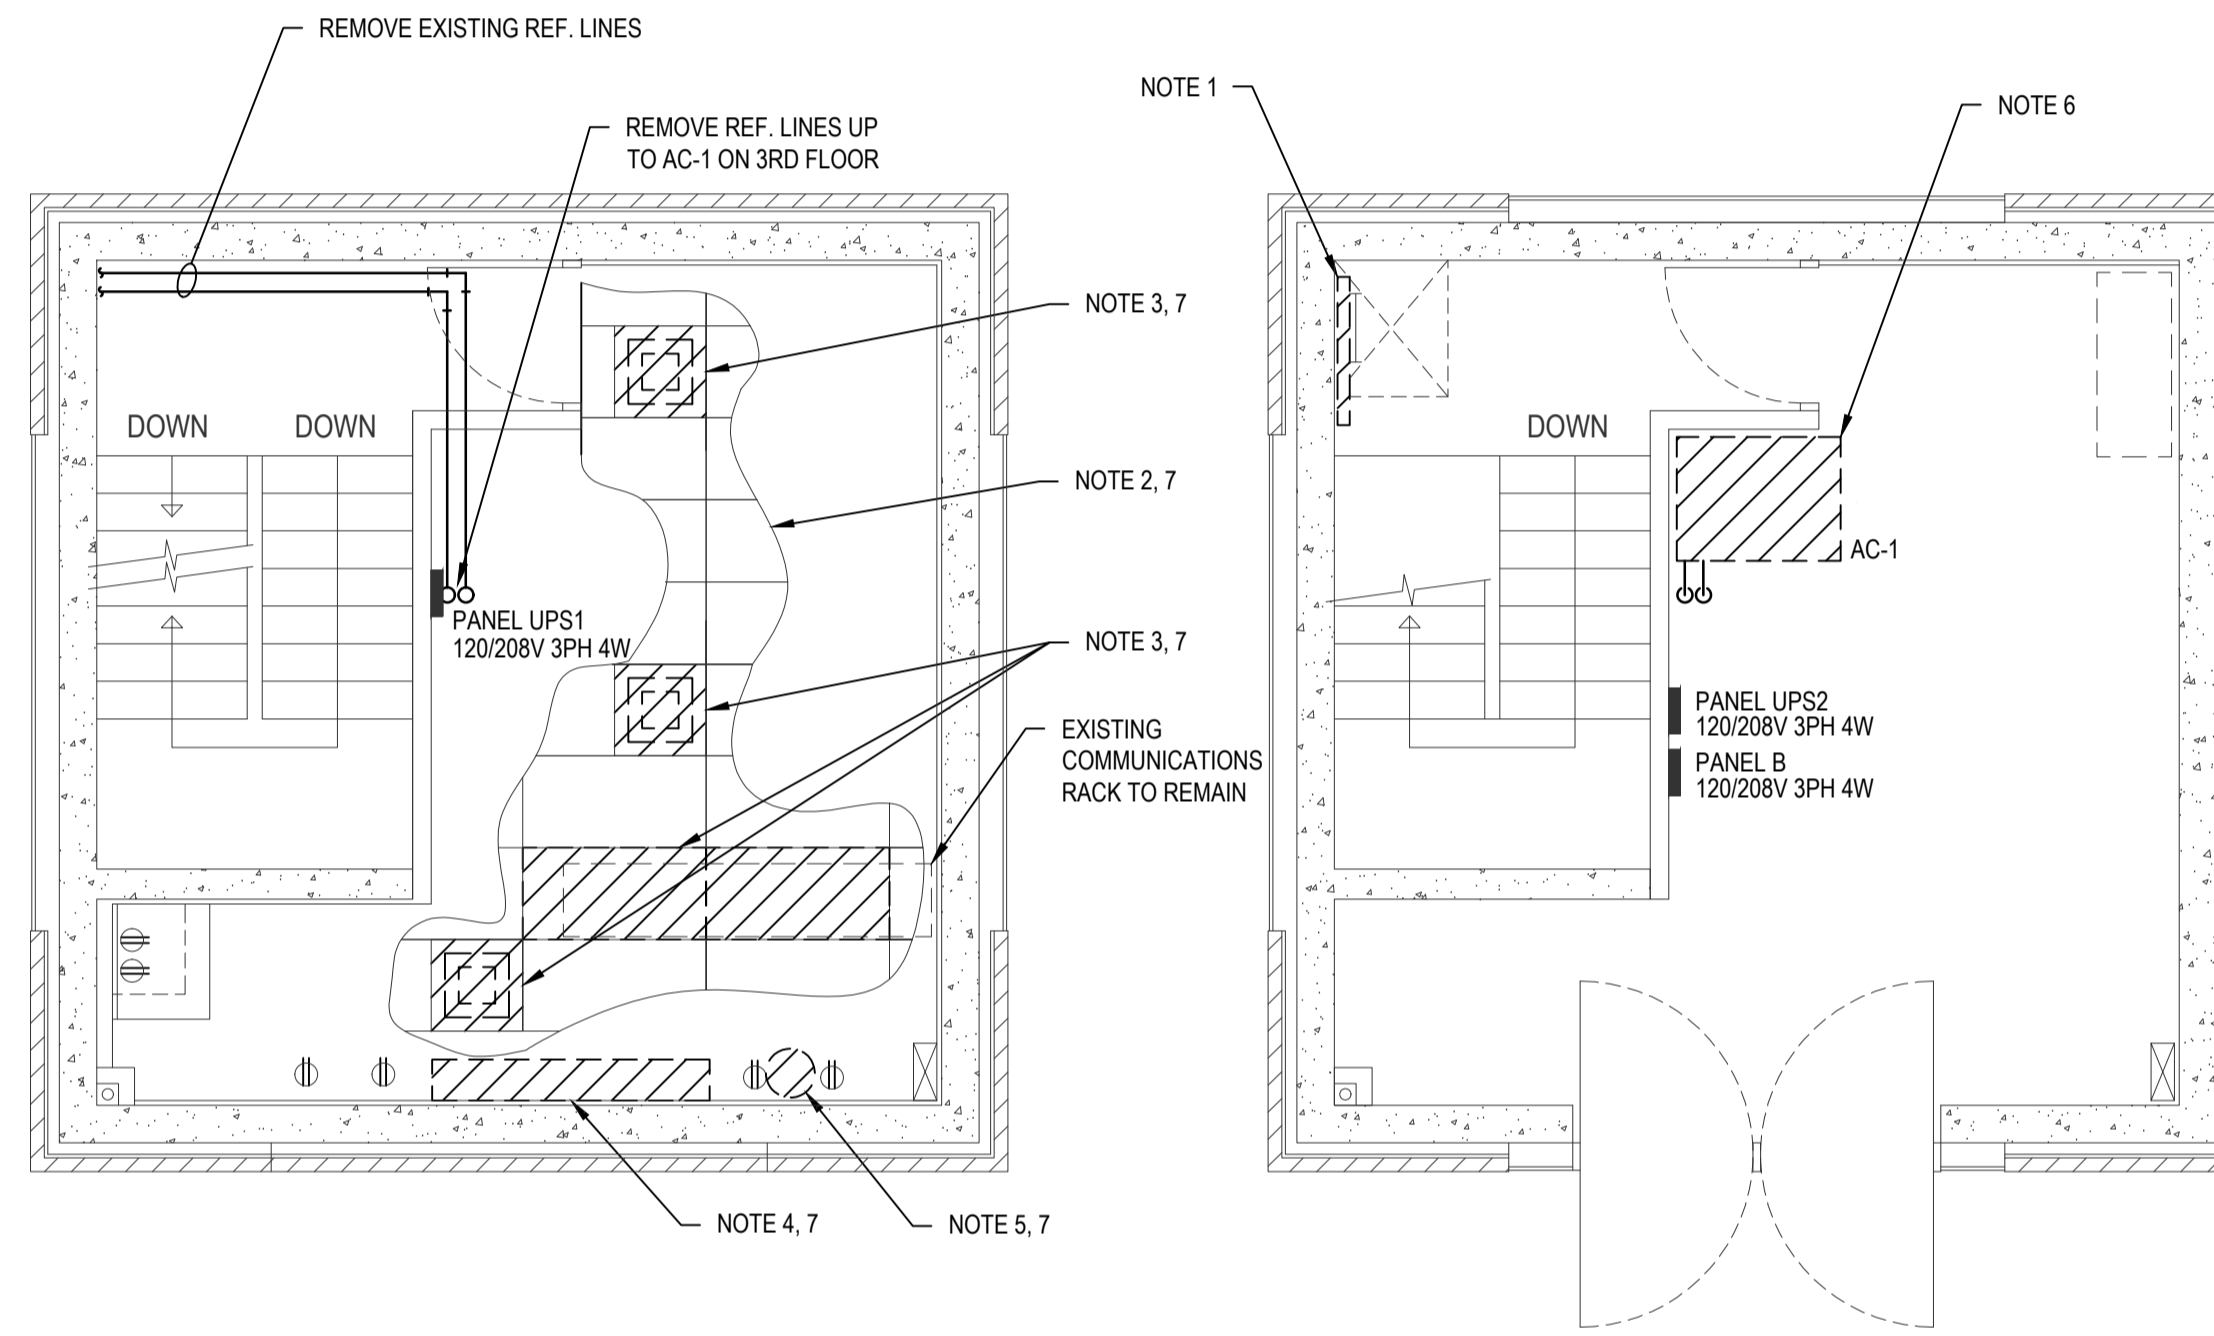 REMOVE EXISTING REF. LINES
REMOVE REF. LINES UP
TO AC-1 ON 3RD FLOOR
NOTE 3, 7
DOWN
DOWN
NOTE 2, 7
PANEL UPS1
120/208V 3PH 4W
NOTE 3, 7
EXISTING
COMMUNICATIONS
RACK TO REMAIN
NOTE 4, 7
NOTE 5, 7
NOTE 1
NOTE 6
DOWN
AC-1
PANEL UPS2
120/208V 3PH 4W
PANEL B
120/208V 3PH 4W